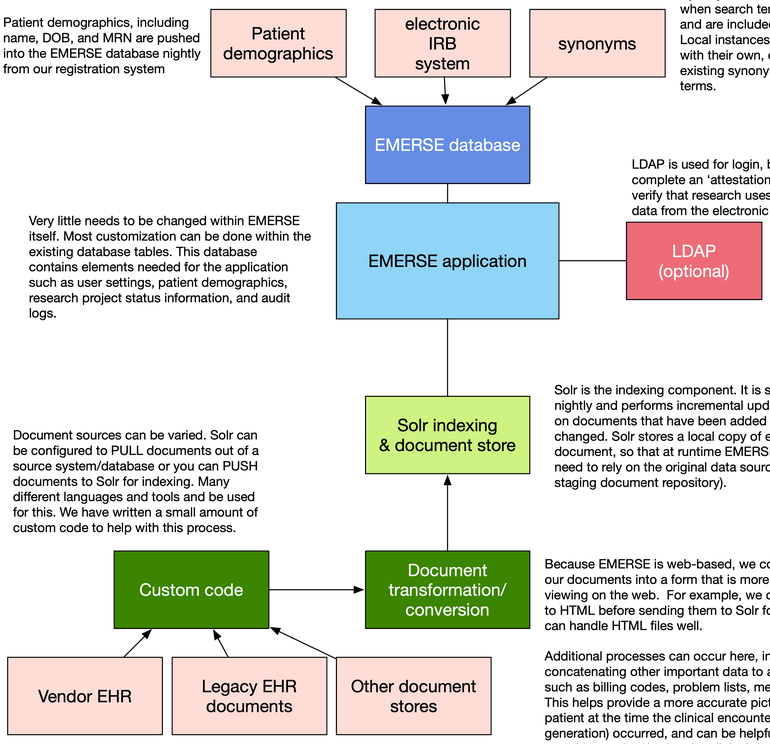 Patient demographics, including
name, DOB, and MRN are pushed
into the EMERSE database nightly
from our registration system
Patient
demographics
electronic
IRB
system
synonyms
when search
and are
Local instances
with their own,
existing
terms.
EMERSE database
LDAP is used for login,
complete an ‘attestation
verify that research uses
data from the electronic
Very little needs to be changed within EMERSE
itself. Most customization can be done within the
existing database tables. This database
contains elements needed for the application
such as user settings, patient demographics,
research project status information, and audit
logs.
EMERSE application
LDAP
(optional)
Solr is the indexing component. It is
nightly and performs incremental
on documents that have been added
changed. Solr stores a local copy of
document, so that at runtime
need to rely on the original data
staging document repository).
Solr indexing
& document store
Document sources can be varied. Solr can
be configured to PULL documents out of a
source system/database or you can PUSH
documents to Solr for indexing. Many
different languages and tools and be used
for this. We have written a small amount of
custom code to help with this process.
Custom code
Document
transformation/
conversion
Because EMERSE is web-based, we
our documents into a form that is more
viewing on the web. For example, we
to HTML before sending them to Solr
can handle HTML files well.
Vendor EHR
Legacy EHR
documents
Other document
stores
Additional processes can occur here,
concatenating other important data to
such as billing codes, problem lists,
This helps provide a more accurate
patient at the time the clinical
generation) occurred, and can be